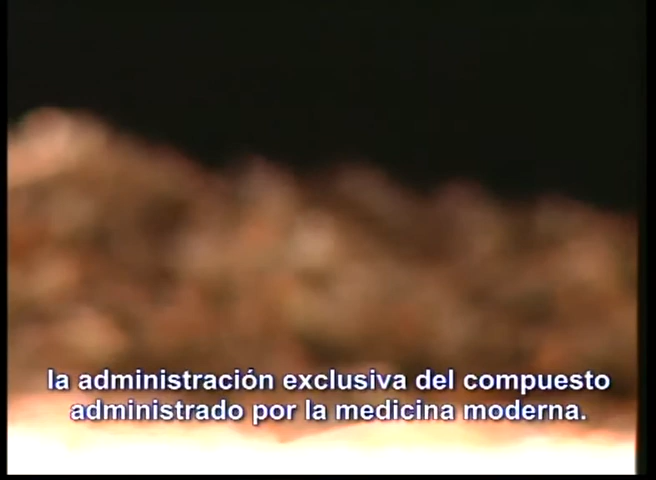 la administración exclusiva del compuesto
administrado por la medicina moderna.